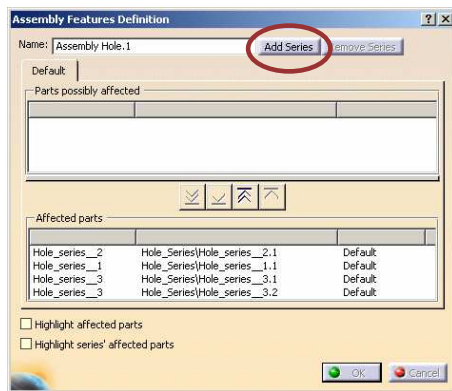 Assembly Features Definition
Name: Assembly Hole.1 Add Series Remove Series
Default
Parts possibly affected
Affected parts
Hole_series__2 Hole_Series\Hole_series__2.1 Default
Hole_series__1 Hole_Series\Hole_series__1.1 Default
Hole_series__3 Hole_Series\Hole_series__3.1 Default
Hole_series__3 Hole_Series\Hole_series__3.2 Default
Highlight affected parts
Highlight series' affected parts
OK Cancel